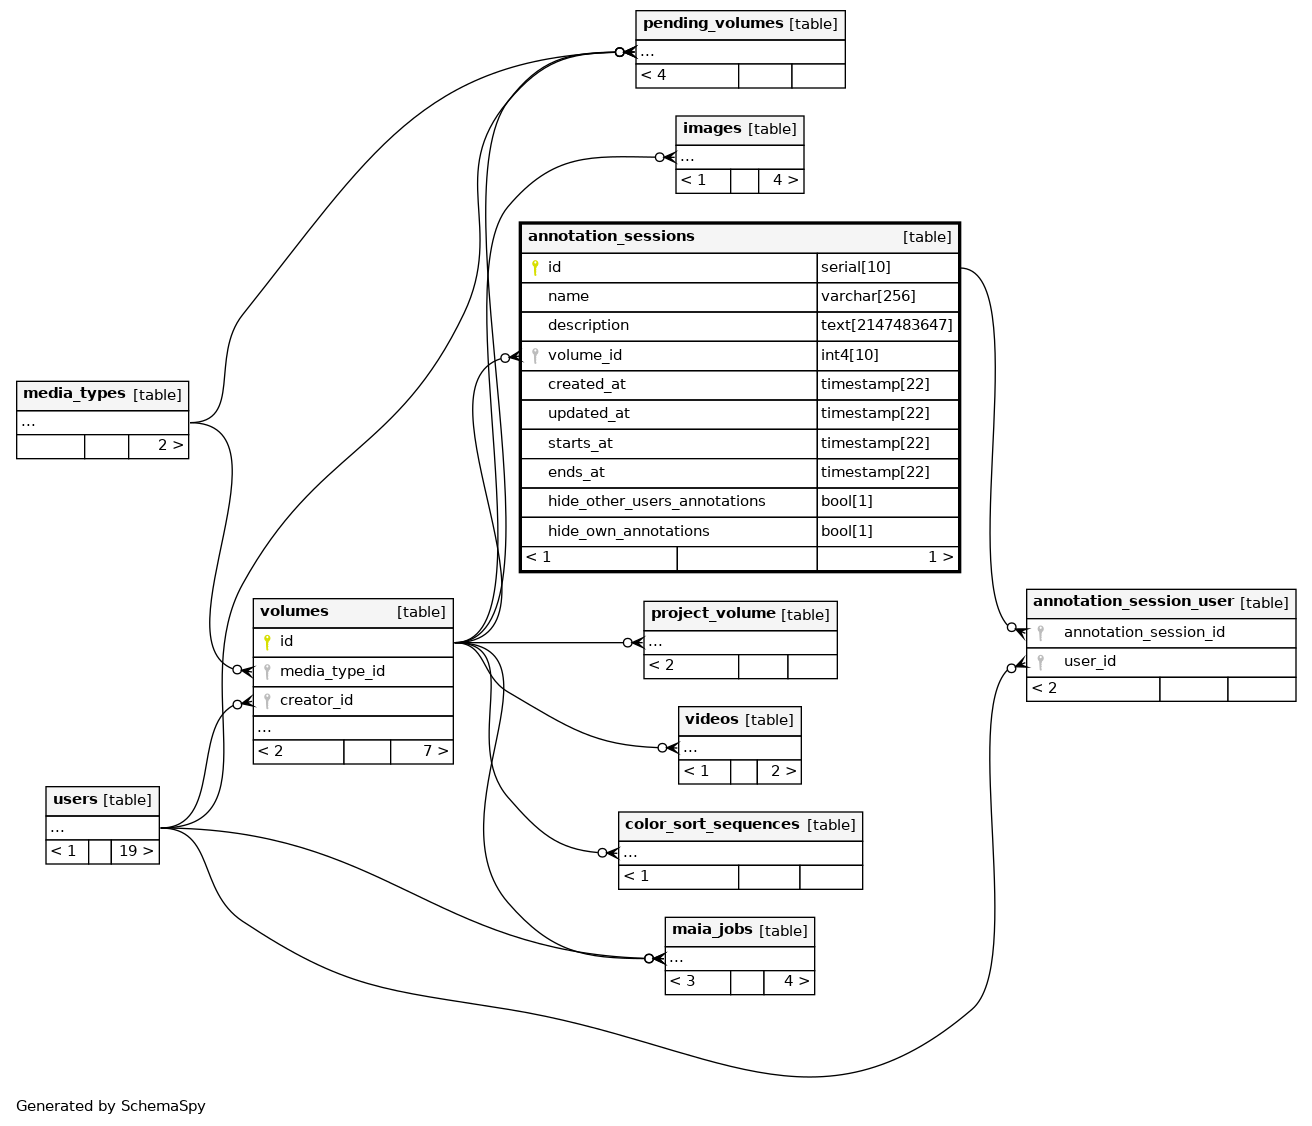 pending_volumes [table]
...
< 4
images [table]
...
< 1 4 >
annotation_sessions [table]
id serial[10]
name varchar[256]
description text[2147483647]
volume_id int4[10]
created_at timestamp[22]
updated_at timestamp[22]
starts_at timestamp[22]
ends_at timestamp[22]
hide_other_users_annotations bool[1]
hide_own_annotations bool[1]
< 1 1 >
media_types [table]
...
2 >
volumes [table]
id
media_type_id
creator_id
...
< 2 7 >
project_volume [table]
...
< 2
annotation_session_user [table]
annotation_session_id
user_id
< 2
videos [table]
...
< 1 2 >
users [table]
...
< 1 19 >
color_sort_sequences [table]
...
< 1
maia_jobs [table]
...
< 3 4 >
Generated by SchemaSpy